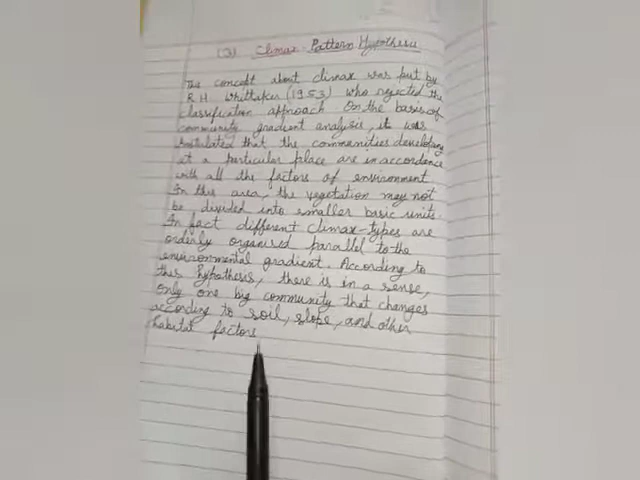 (3) Climax Pattern Hypothesis
This concept about climax was put by
R.H. Whittaker (1953) who rejected the
classification approach. On the basis of
community gradient analysis, it was
postulated that the communities developing
at a particular place are in accordance
with all the factors of environment
In this area, the vegetation may not
be divided into smaller basic units.
In fact different climax-types are
orderly organised parallel to the
environmental gradient. According to
this hypothesis, there is in a sense,
only one big community that changes
according to soil, slope, and other
habitat factors